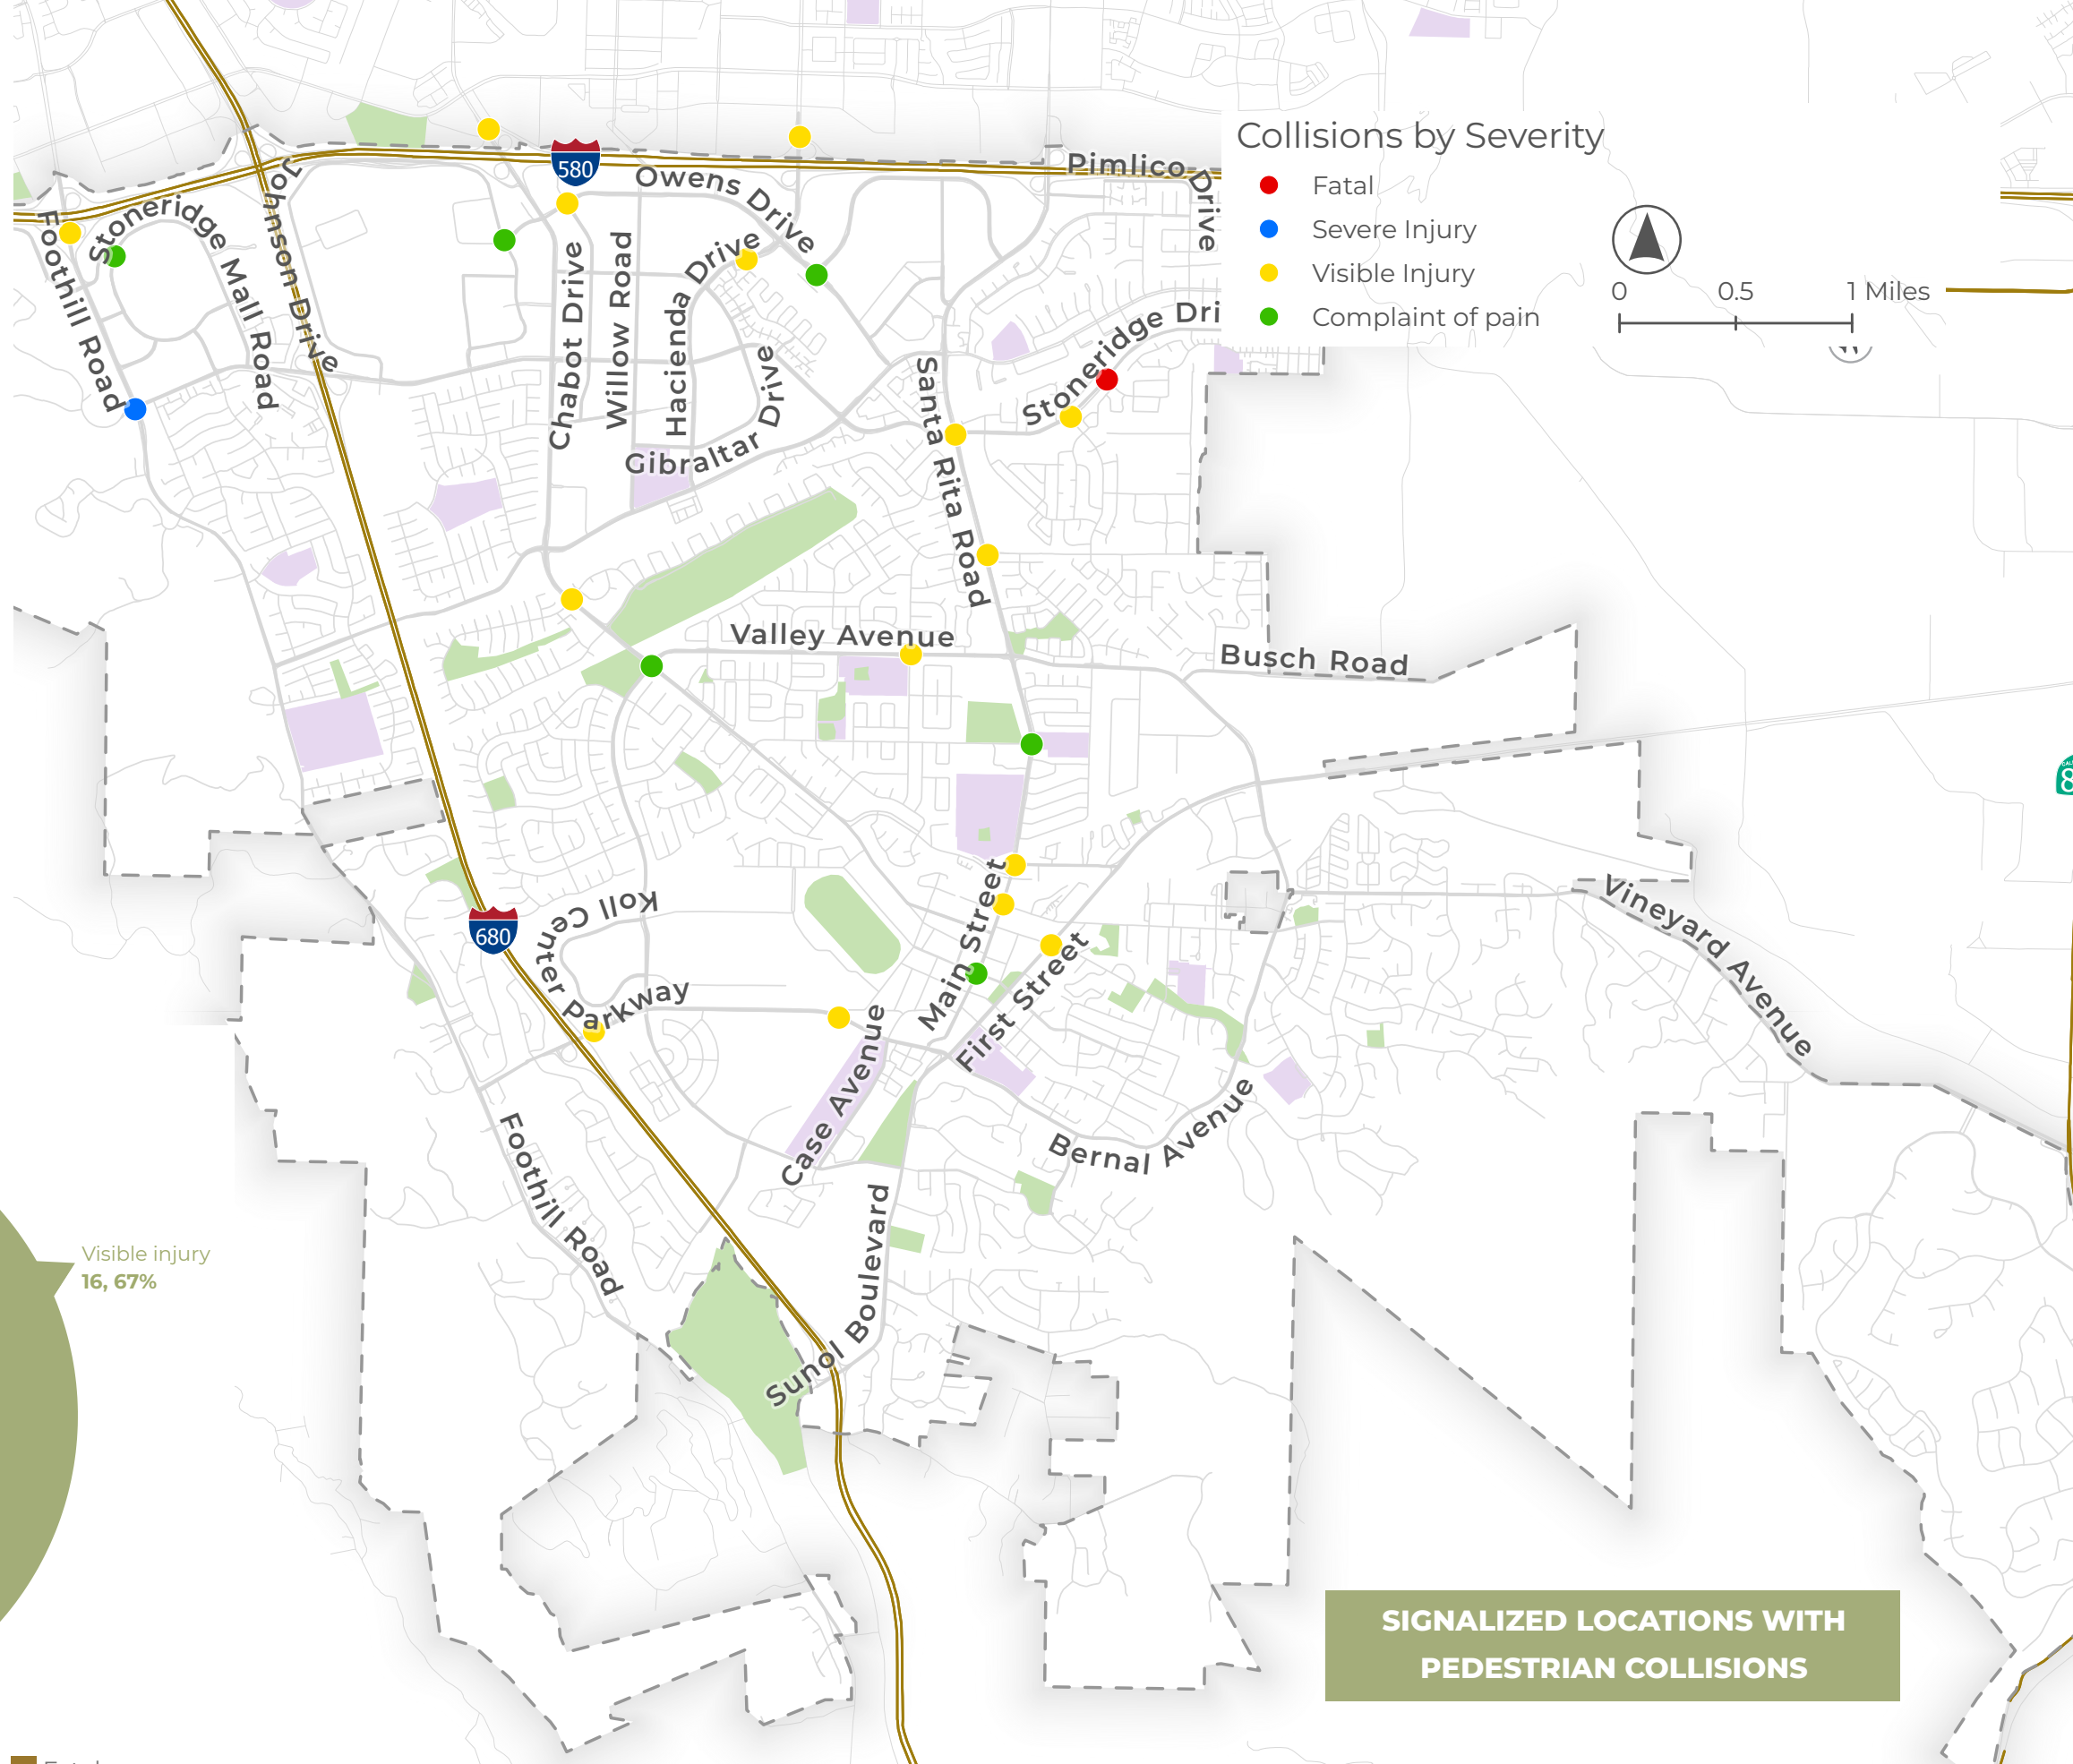 Collisions by Severity
Fatal
Severe Injury
Visible Injury
Complaint of pain
0 0.5 1 Miles
580
680
Pimlico Drive
Owens Drive
Johnson Drive
Stoneridge Mall Road
Foothill Road
Chabot Drive
Willow Road
Hacienda Drive
Gibraltar Drive
Stoneridge Dri
Santa Rita Road
Valley Avenue
Busch Road
Koll Center Parkway
Main Street
First Street
Vineyard Avenue
Case Avenue
Bernal Avenue
Foothill Road
Sunol Boulevard
Visible injury
16, 67%
SIGNALIZED LOCATIONS WITH
PEDESTRIAN COLLISIONS